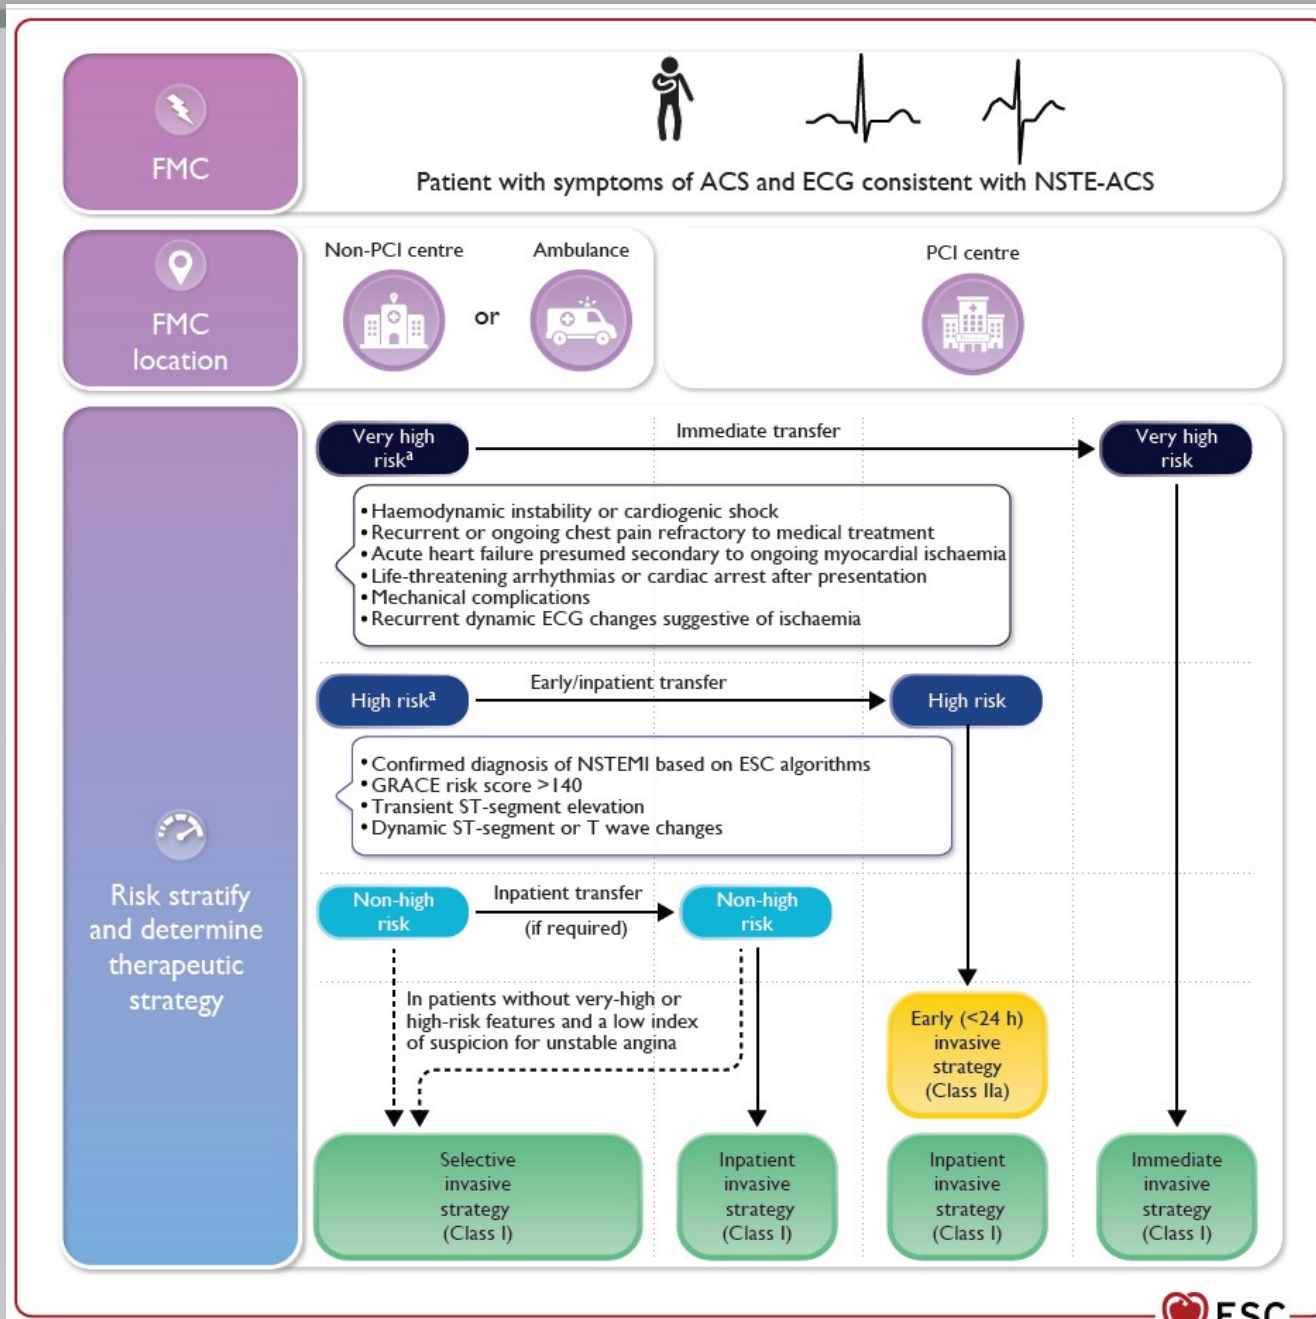 FMC
Patient with symptoms of ACS and ECG consistent with NSTE-ACS
FMC
location
Non-PCI centre
or
Ambulance
PCI centre
Risk stratify
and determine
therapeutic
strategy
Very high
risk^a
Immediate transfer
Very high
risk
• Haemodynamic instability or cardiogenic shock
• Recurrent or ongoing chest pain refractory to medical treatment
• Acute heart failure presumed secondary to ongoing myocardial ischaemia
• Life-threatening arrhythmias or cardiac arrest after presentation
• Mechanical complications
• Recurrent dynamic ECG changes suggestive of ischaemia
High risk^a
Early/inpatient transfer
High risk
• Confirmed diagnosis of NSTEMI based on ESC algorithms
• GRACE risk score >140
• Transient ST-segment elevation
• Dynamic ST-segment or T wave changes
Non-high
risk
Inpatient transfer
(if required)
Non-high
risk
In patients without very-high or
high-risk features and a low index
of suspicion for unstable angina
Early (<24 h)
invasive
strategy
(Class IIa)
Selective
invasive
strategy
(Class I)
Inpatient
invasive
strategy
(Class I)
Inpatient
invasive
strategy
(Class I)
Immediate
invasive
strategy
(Class I)
ESC